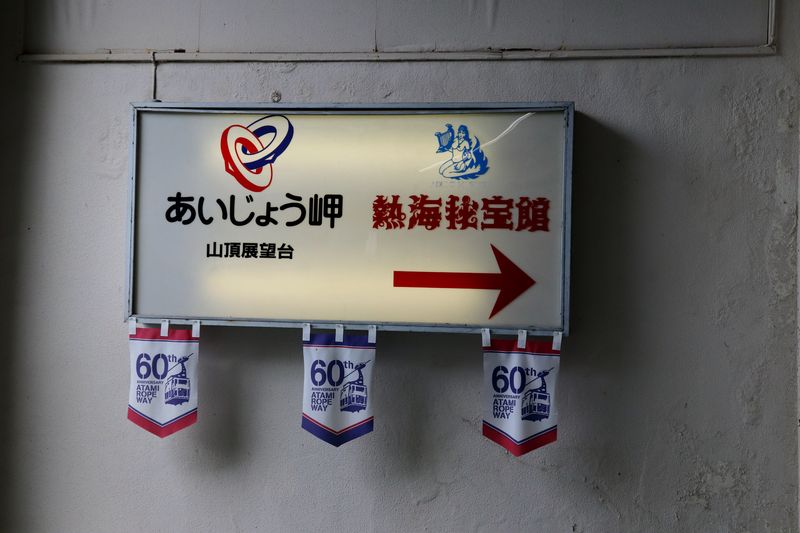 あいじょう岬
山頂展望台
熱海秘宝館
60th
ANNIVERSARY
ATAMI
ROPE
WAY
60th
ANNIVERSARY
ATAMI
ROPE
WAY
60th
ANNIVERSARY
ATAMI
ROPE
WAY